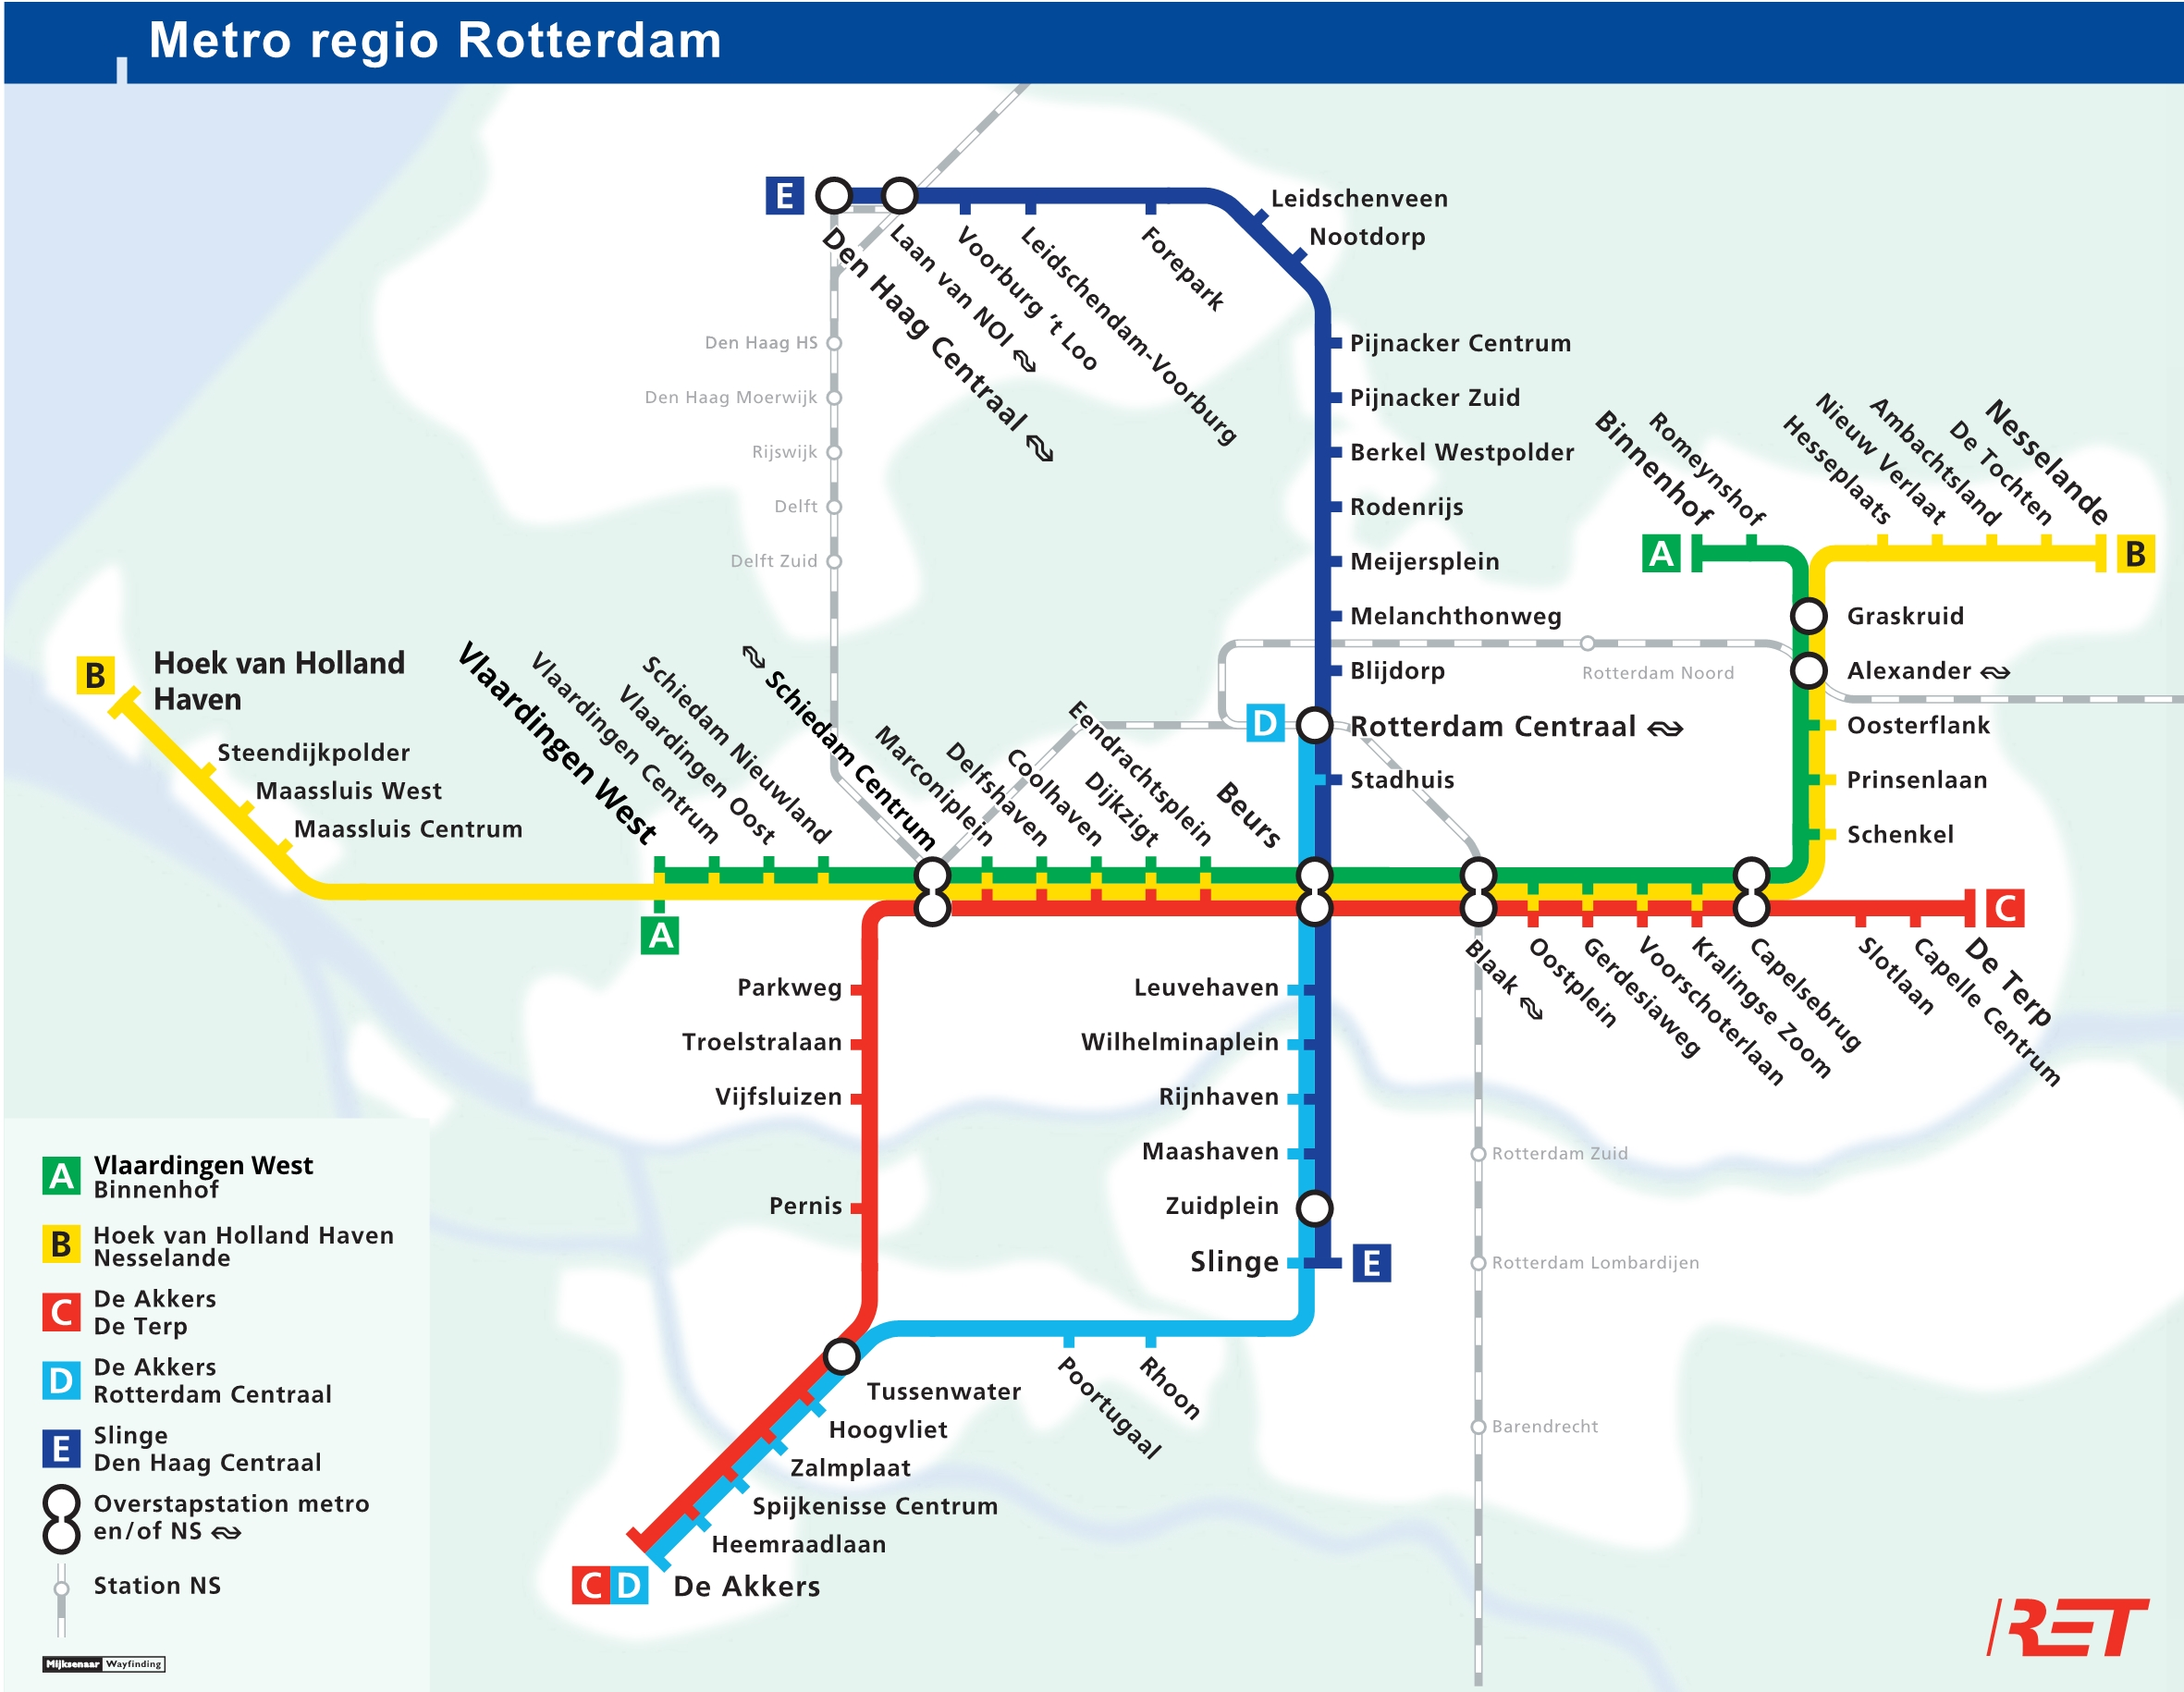 Metro regio Rotterdam
E
Den Haag Centraal
Laan van NOI
Voorburg ’t Loo
Leidschendam-Voorburg
Forepark
Leidschenveen
Nootdorp
Pijnacker Centrum
Pijnacker Zuid
Berkel Westpolder
Rodenrijs
Meijersplein
Melanchthonweg
Blijdorp
D
Rotterdam Centraal
Stadhuis
Den Haag HS
Den Haag Moerwijk
Rijswijk
Delft
Delft Zuid
Rotterdam Noord
A
Binnenhof
Romeynshof
Hesseplaats
Nieuw Verlaat
Ambachtsland
De Tochten
Nesselande
B
Graskruid
Alexander
Oosterflank
Prinsenlaan
Schenkel
B
Hoek van Holland
Haven
Steendijkpolder
Maassluis West
Maassluis Centrum
Vlaardingen West
Vlaardingen Centrum
Vlaardingen Oost
Schiedam Nieuwland
Schiedam Centrum
Marconiplein
Delfshaven
Coolhaven
Dijkzigt
Eendrachtsplein
Beurs
A
C
Blaak
Oostplein
Gerdesiaweg
Voorschoterlaan
Kralingse Zoom
Capelsebrug
Slotlaan
Capelle Centrum
De Terp
Parkweg
Troelstralaan
Vijfsluizen
Pernis
Leuvehaven
Wilhelminaplein
Rijnhaven
Maashaven
Zuidplein
Slinge
E
Rotterdam Zuid
Rotterdam Lombardijen
Barendrecht
Rhoon
Poortugaal
Tussenwater
Hoogvliet
Zalmplaat
Spijkenisse Centrum
Heemraadlaan
C D De Akkers
A Vlaardingen West
Binnenhof
B Hoek van Holland Haven
Nesselande
C De Akkers
De Terp
D De Akkers
Rotterdam Centraal
E Slinge
Den Haag Centraal
Overstapstation metro
en/of NS
Station NS
Mijksenaar Wayfinding
RET